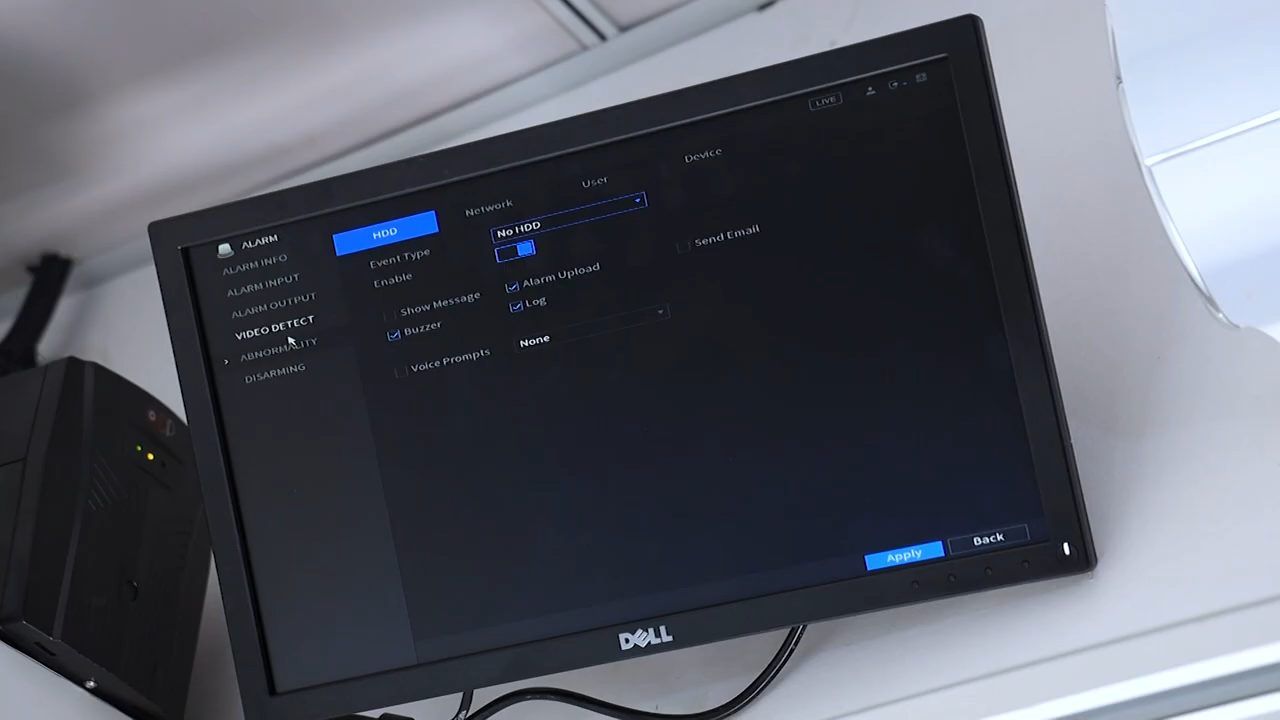 LIVE
ALARM
ALARM INFO
ALARM INPUT
ALARM OUTPUT
VIDEO DETECT
ABNORMALITY
DISARMING
HDD
Network
User
Device
Event Type
No HDD
Enable
Show Message
Alarm Upload
Send Email
Buzzer
Log
Voice Prompts
None
Apply
Back
DELL